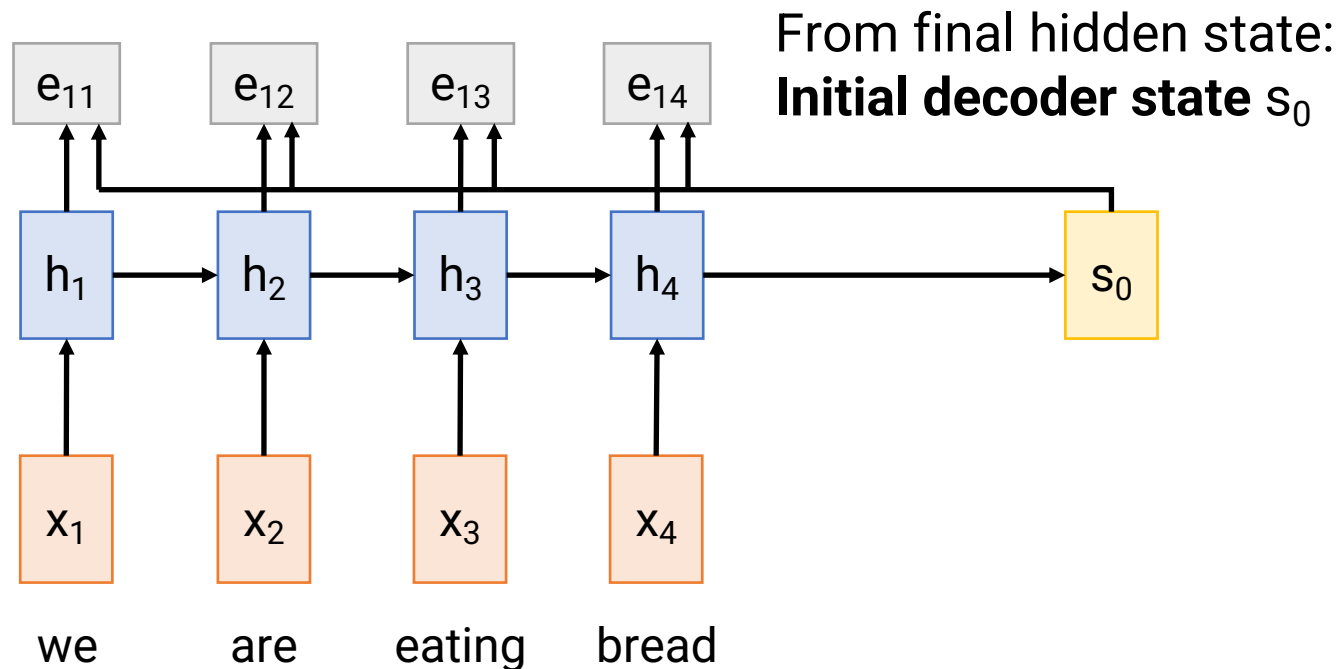 From final hidden state:
Initial decoder state s₀
e₁₁ e₁₂ e₁₃ e₁₄
h₁ h₂ h₃ h₄ s₀
x₁ x₂ x₃ x₄
we are eating bread